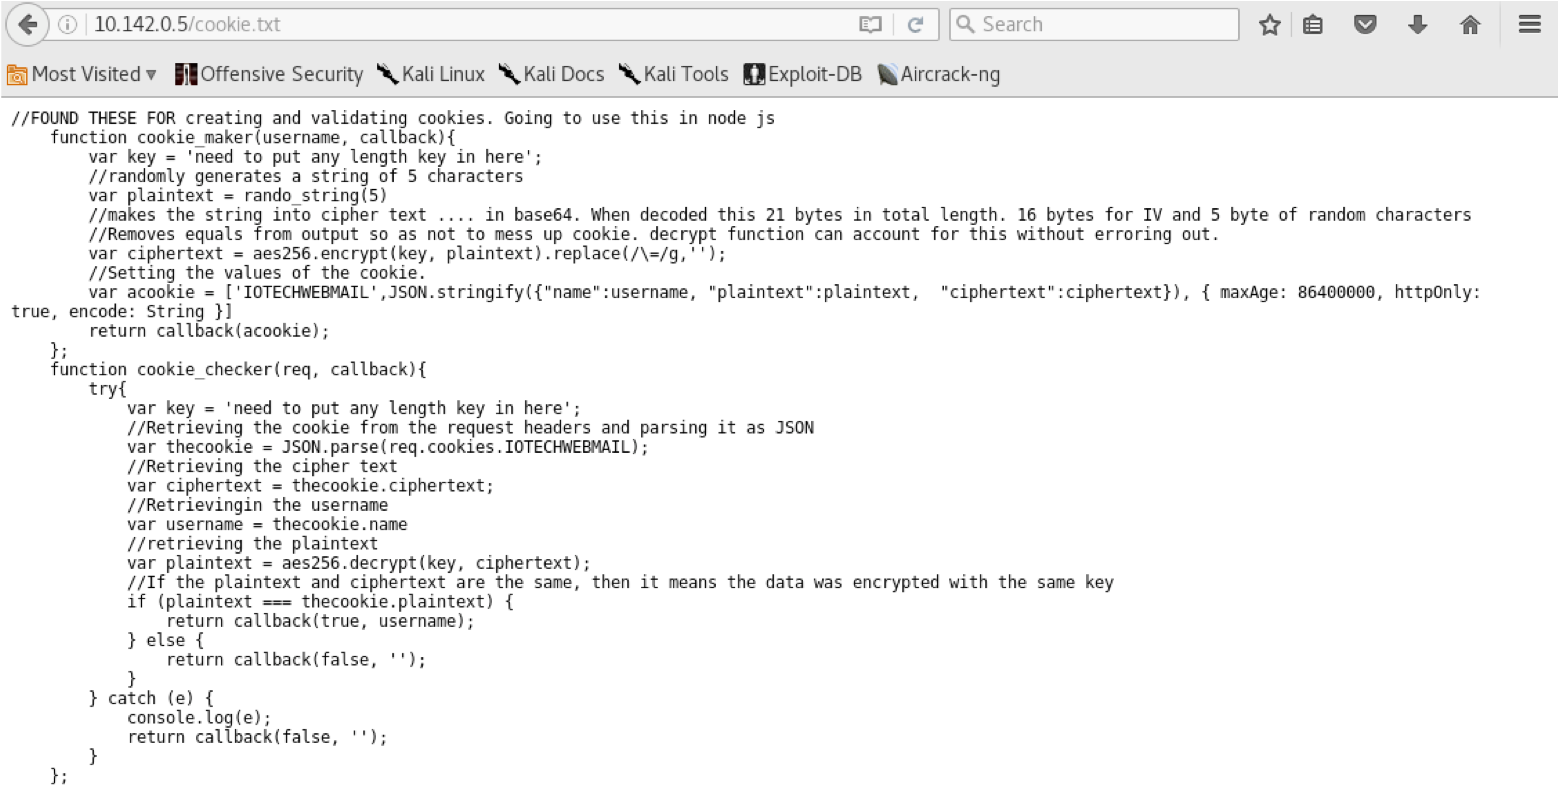 10.142.0.5/cookie.txt
Search
Most Visited
Offensive Security
Kali Linux
Kali Docs
Kali Tools
Exploit-DB
Aircrack-ng
//FOUND THESE FOR creating and validating cookies. Going to use this in node js
    function cookie_maker(username, callback){
        var key = 'need to put any length key in here';
        //randomly generates a string of 5 characters
        var plaintext = rando_string(5)
        //makes the string into cipher text .... in base64. When decoded this 21 bytes in total length. 16 bytes for IV and 5 byte of random characters
        //Removes equals from output so as not to mess up cookie. decrypt function can account for this without erroring out.
        var ciphertext = aes256.encrypt(key, plaintext).replace(/\=/g,'');
        //Setting the values of the cookie.
        var acookie = ['IOTECHWEBMAIL',JSON.stringify({"name":username, "plaintext":plaintext,  "ciphertext":ciphertext}), { maxAge: 86400000, httpOnly:
true, encode: String }]
        return callback(acookie);
    };
    function cookie_checker(req, callback){
        try{
            var key = 'need to put any length key in here';
            //Retrieving the cookie from the request headers and parsing it as JSON
            var thecookie = JSON.parse(req.cookies.IOTECHWEBMAIL);
            //Retrieving the cipher text
            var ciphertext = thecookie.ciphertext;
            //Retrievingin the username
            var username = thecookie.name
            //retrieving the plaintext
            var plaintext = aes256.decrypt(key, ciphertext);
            //If the plaintext and ciphertext are the same, then it means the data was encrypted with the same key
            if (plaintext === thecookie.plaintext) {
                return callback(true, username);
            } else {
                return callback(false, '');
            }
        } catch (e) {
            console.log(e);
            return callback(false, '');
        }
    };